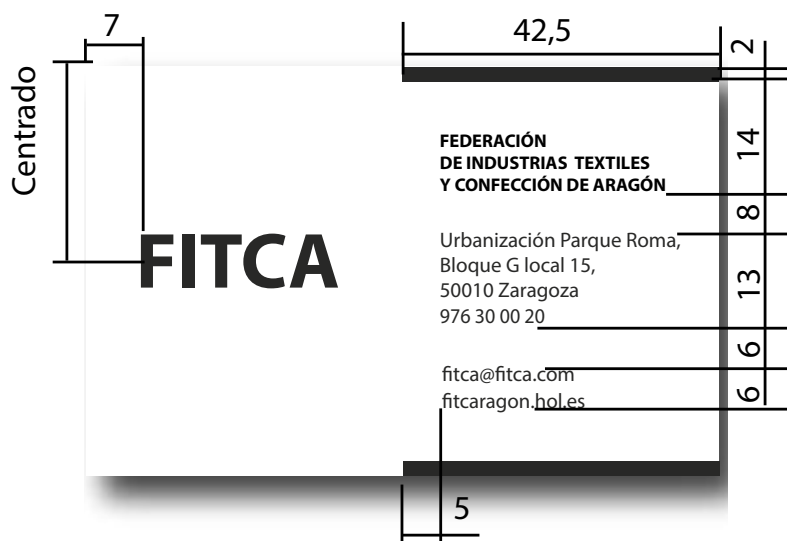 7
42,5
2
Centrado
14
FEDERACIÓN
DE INDUSTRIAS TEXTILES
Y CONFECCIÓN DE ARAGÓN
8
FITCA
Urbanización Parque Roma,
Bloque G local 15,
50010 Zaragoza
976 30 00 20
13
6
fitca@fitca.com
fitcaragon.hol.es
6
5